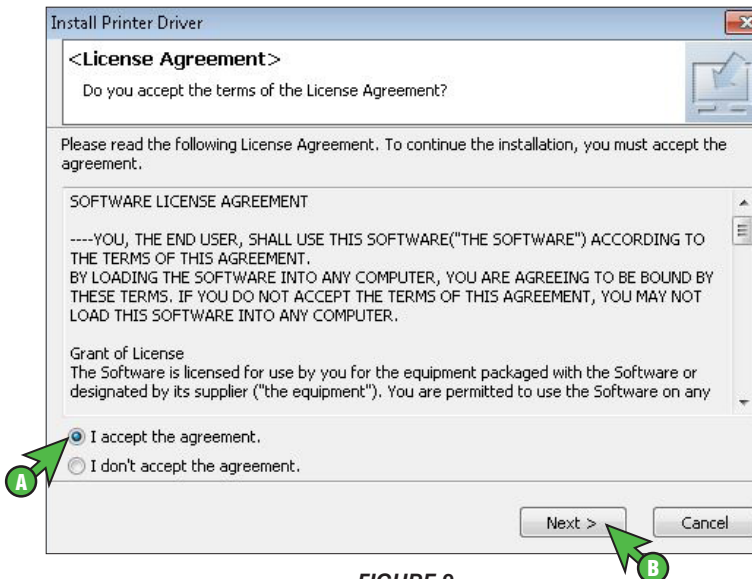 Install Printer Driver
<License Agreement>
Do you accept the terms of the License Agreement?
Please read the following License Agreement. To continue the installation, you must accept the
agreement.
SOFTWARE LICENSE AGREEMENT
----YOU, THE END USER, SHALL USE THIS SOFTWARE("THE SOFTWARE") ACCORDING TO
THE TERMS OF THIS AGREEMENT.
BY LOADING THE SOFTWARE INTO ANY COMPUTER, YOU ARE AGREEING TO BE BOUND BY
THESE TERMS. IF YOU DO NOT ACCEPT THE TERMS OF THIS AGREEMENT, YOU MAY NOT
LOAD THIS SOFTWARE INTO ANY COMPUTER.
Grant of License
The Software is licensed for use by you for the equipment packaged with the Software or
designated by its supplier ("the equipment"). You are permitted to use the Software on any
I accept the agreement.
A
I don't accept the agreement.
Next >
Cancel
B